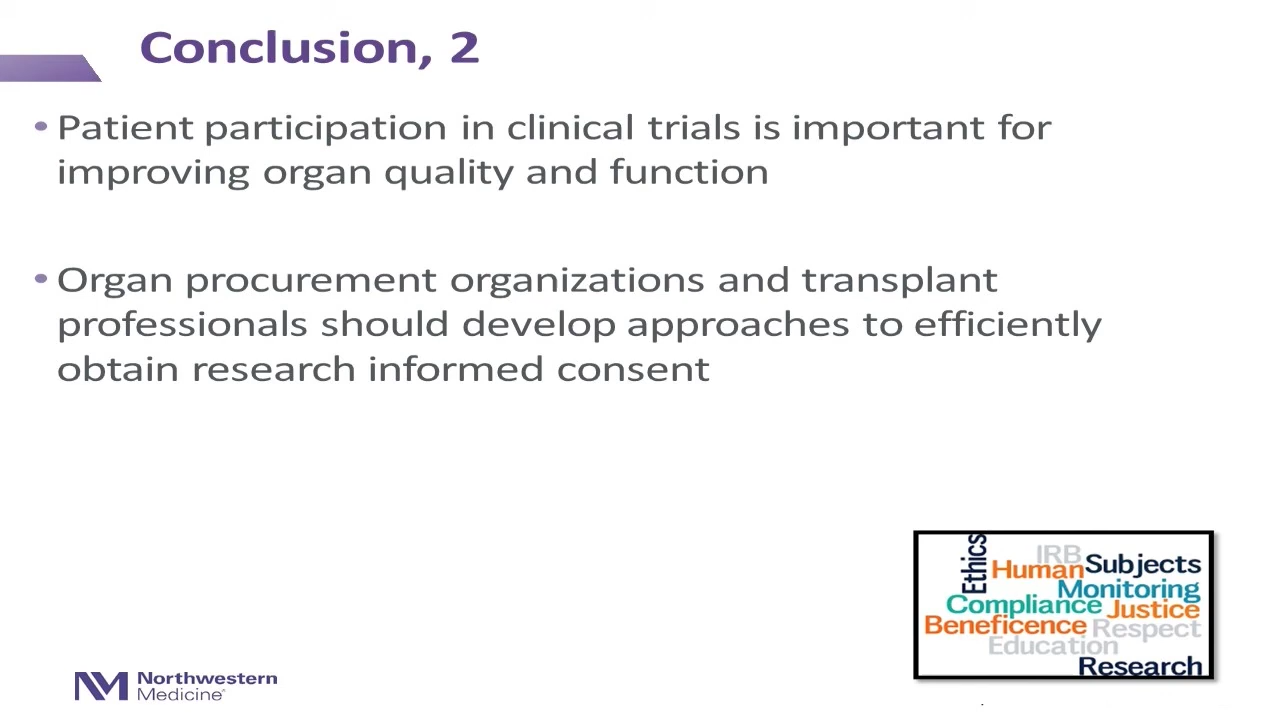 Conclusion, 2
• Patient participation in clinical trials is important for
improving organ quality and function
• Organ procurement organizations and transplant
professionals should develop approaches to efficiently
obtain research informed consent
Ethics
IRB
Human Subjects
Monitoring
Compliance Justice
Beneficence Respect
Education
Research
NM Northwestern
Medicine®